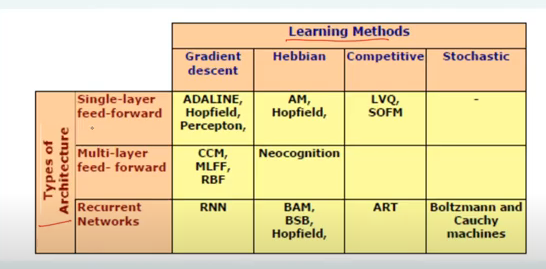 Learning Methods
Gradient descent
Hebbian
Competitive
Stochastic
Types of Architecture
Single-layer feed-forward
ADALINE, Hopfield, Percepton,
AM, Hopfield,
LVQ, SOFM
-
Multi-layer feed- forward
CCM, MLFF, RBF
Neocognition
Recurrent Networks
RNN
BAM, BSB, Hopfield,
ART
Boltzmann and Cauchy machines